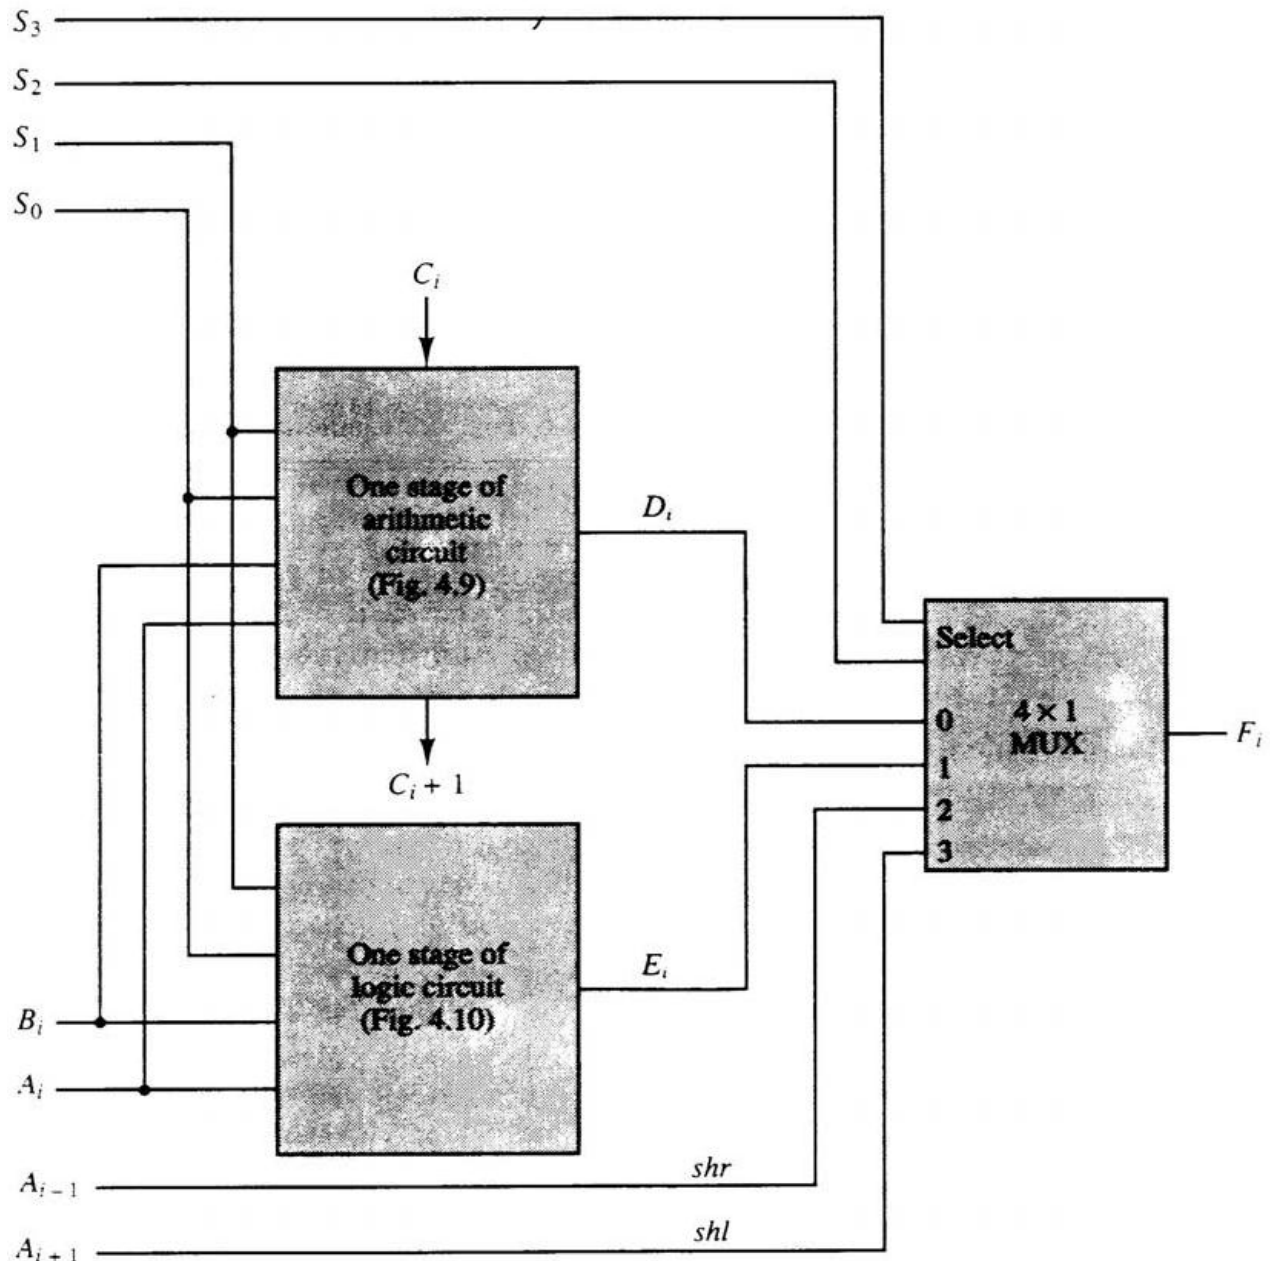 S3
S2
S1
S0
Ci
One stage of
arithmetic
circuit
(Fig. 4.9)
Di
Select
0
4 × 1
MUX
1
2
3
Fi
Ci + 1
One stage of
logic circuit
(Fig. 4.10)
Ei
Bi
Ai
Ai − 1
shr
Ai + 1
shl